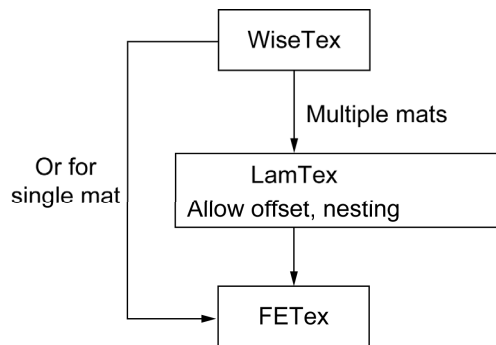 WiseTex
Multiple mats
Or for
single mat
LamTex
Allow offset, nesting
FETex